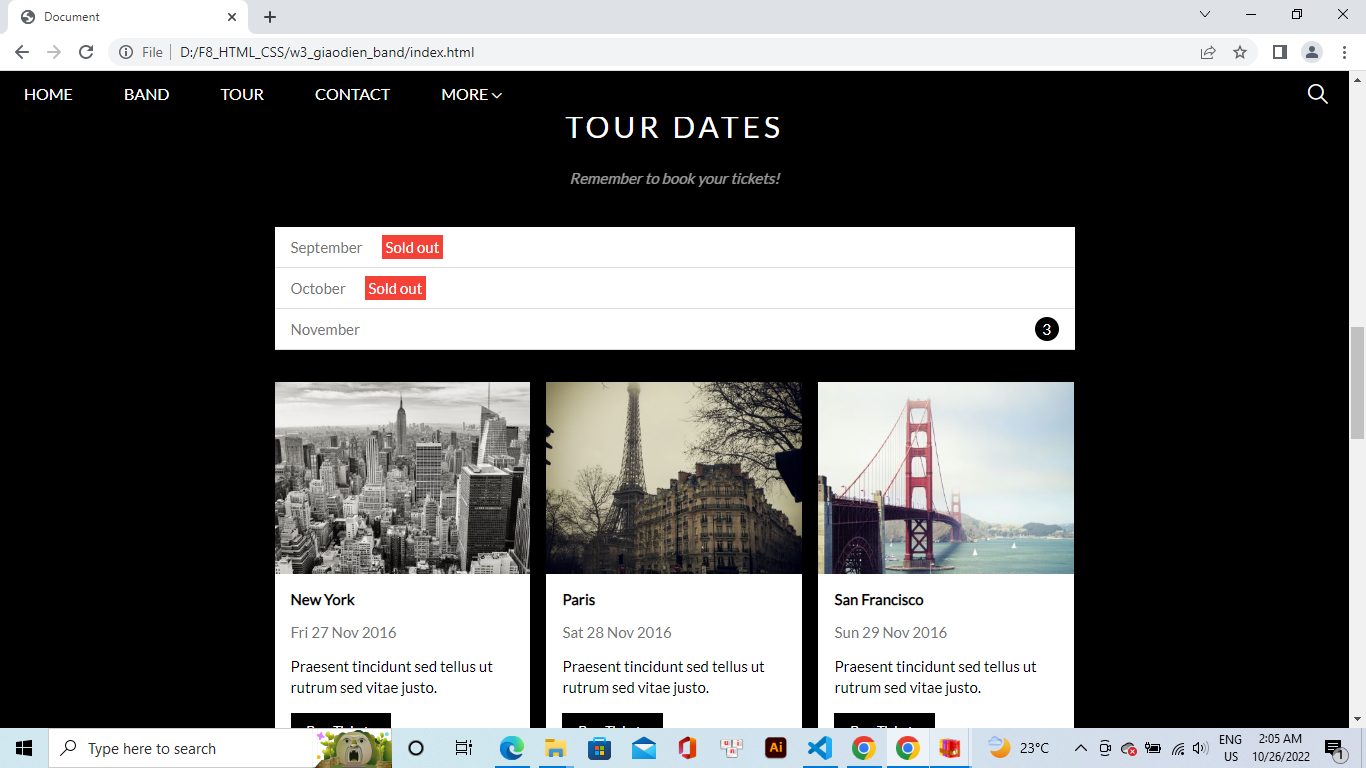 Document
File D:/F8_HTML_CSS/w3_giaodien_band/index.html
HOME BAND TOUR CONTACT MORE
TOUR DATES
Remember to book your tickets!
September Sold out
October Sold out
November 3
New York Paris San Francisco
Fri 27 Nov 2016 Sat 28 Nov 2016 Sun 29 Nov 2016
Praesent tincidunt sed tellus ut Praesent tincidunt sed tellus ut Praesent tincidunt sed tellus ut
rutrum sed vitae justo. rutrum sed vitae justo. rutrum sed vitae justo.
Type here to search
Ai
23°C
ENG
US
2:05 AM
10/26/2022
1